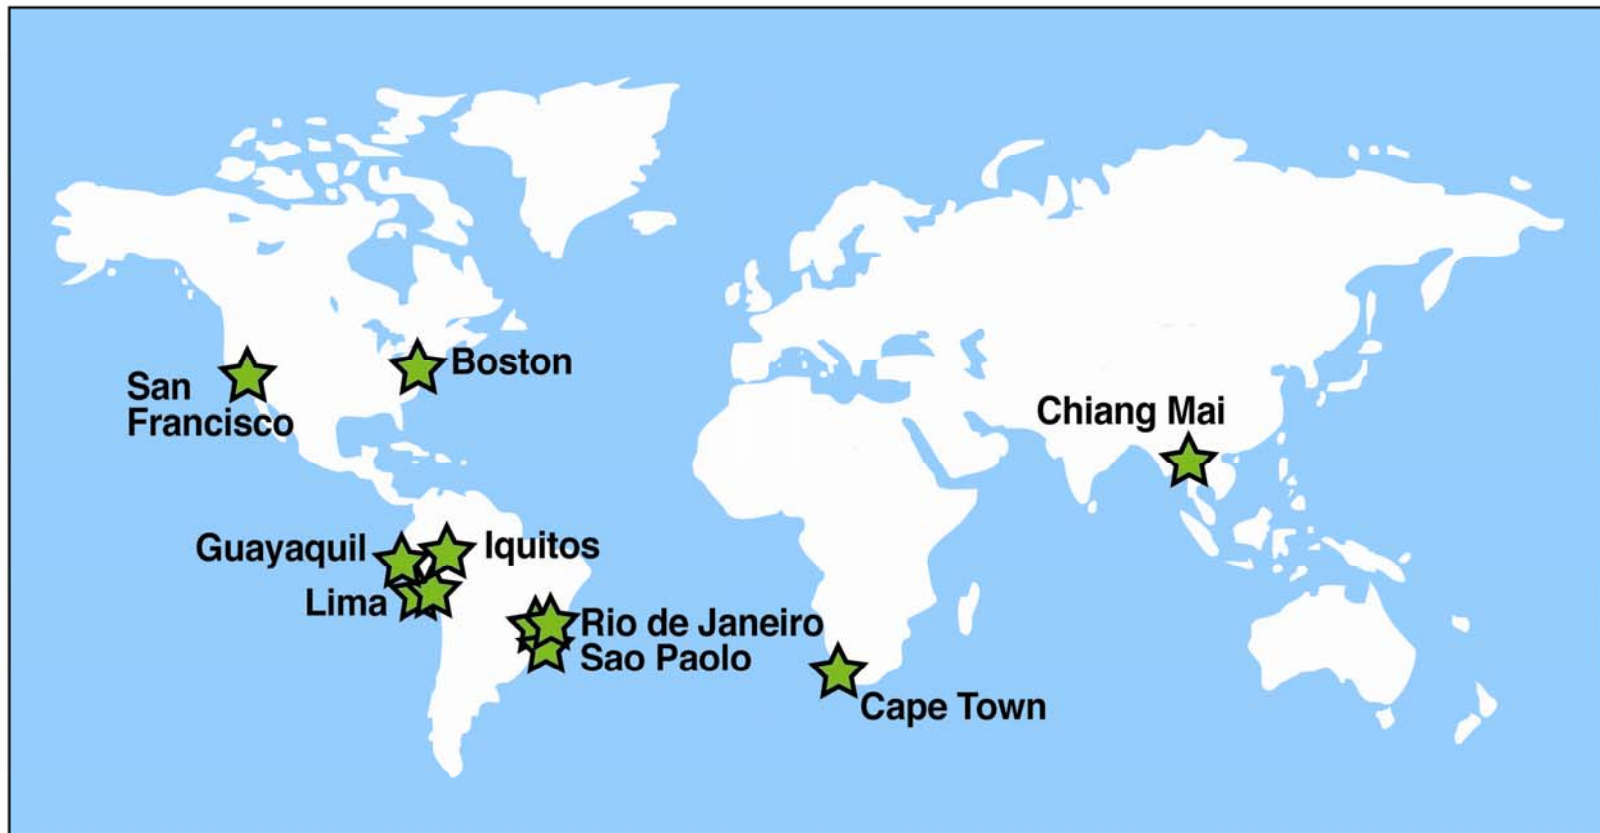 San
Francisco
Boston
Chiang Mai
Guayaquil
Iquitos
Lima
Rio de Janeiro
Sao Paolo
Cape Town